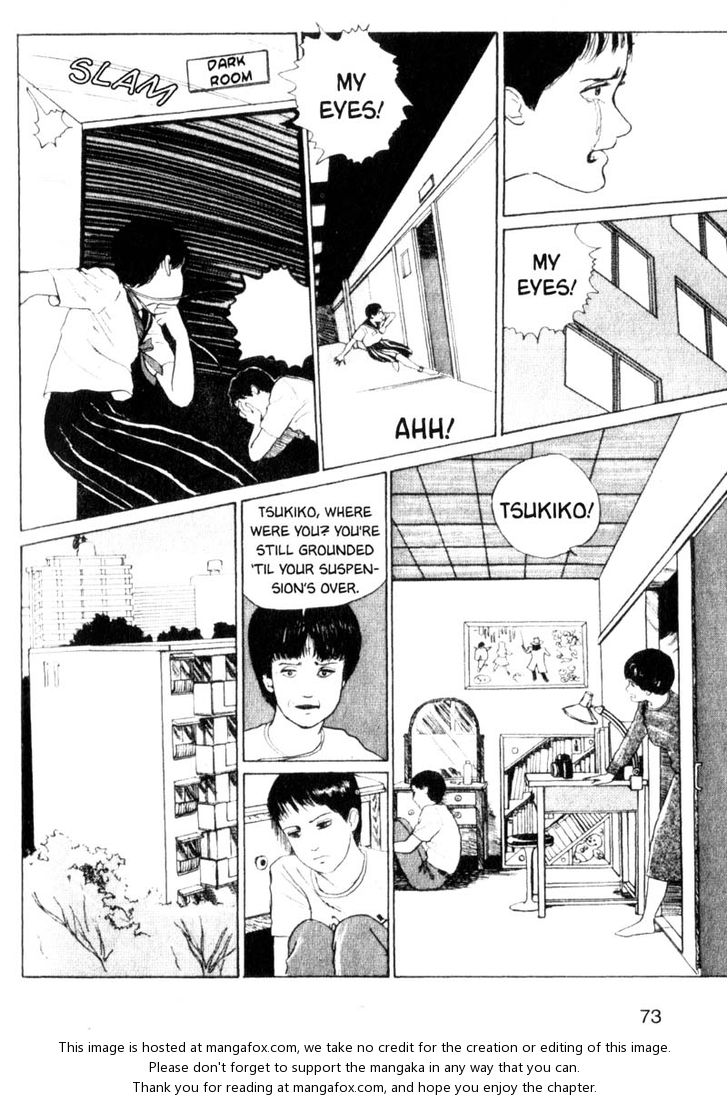 SLAM
DARK
ROOM
MY
EYES!
AHH!
MY
EYES!
TSUKIKO, WHERE
WERE YOU? YOU'RE
STILL GROUNDED
'TIL YOUR SUSPEN-
SION'S OVER.
TSUKIKO!
73
This image is hosted at mangafox.com, we take no credit for the creation or editing of this image.
Please don't forget to support the mangaka in any way that you can.
Thank you for reading at mangafox.com, and hope you enjoy the chapter.